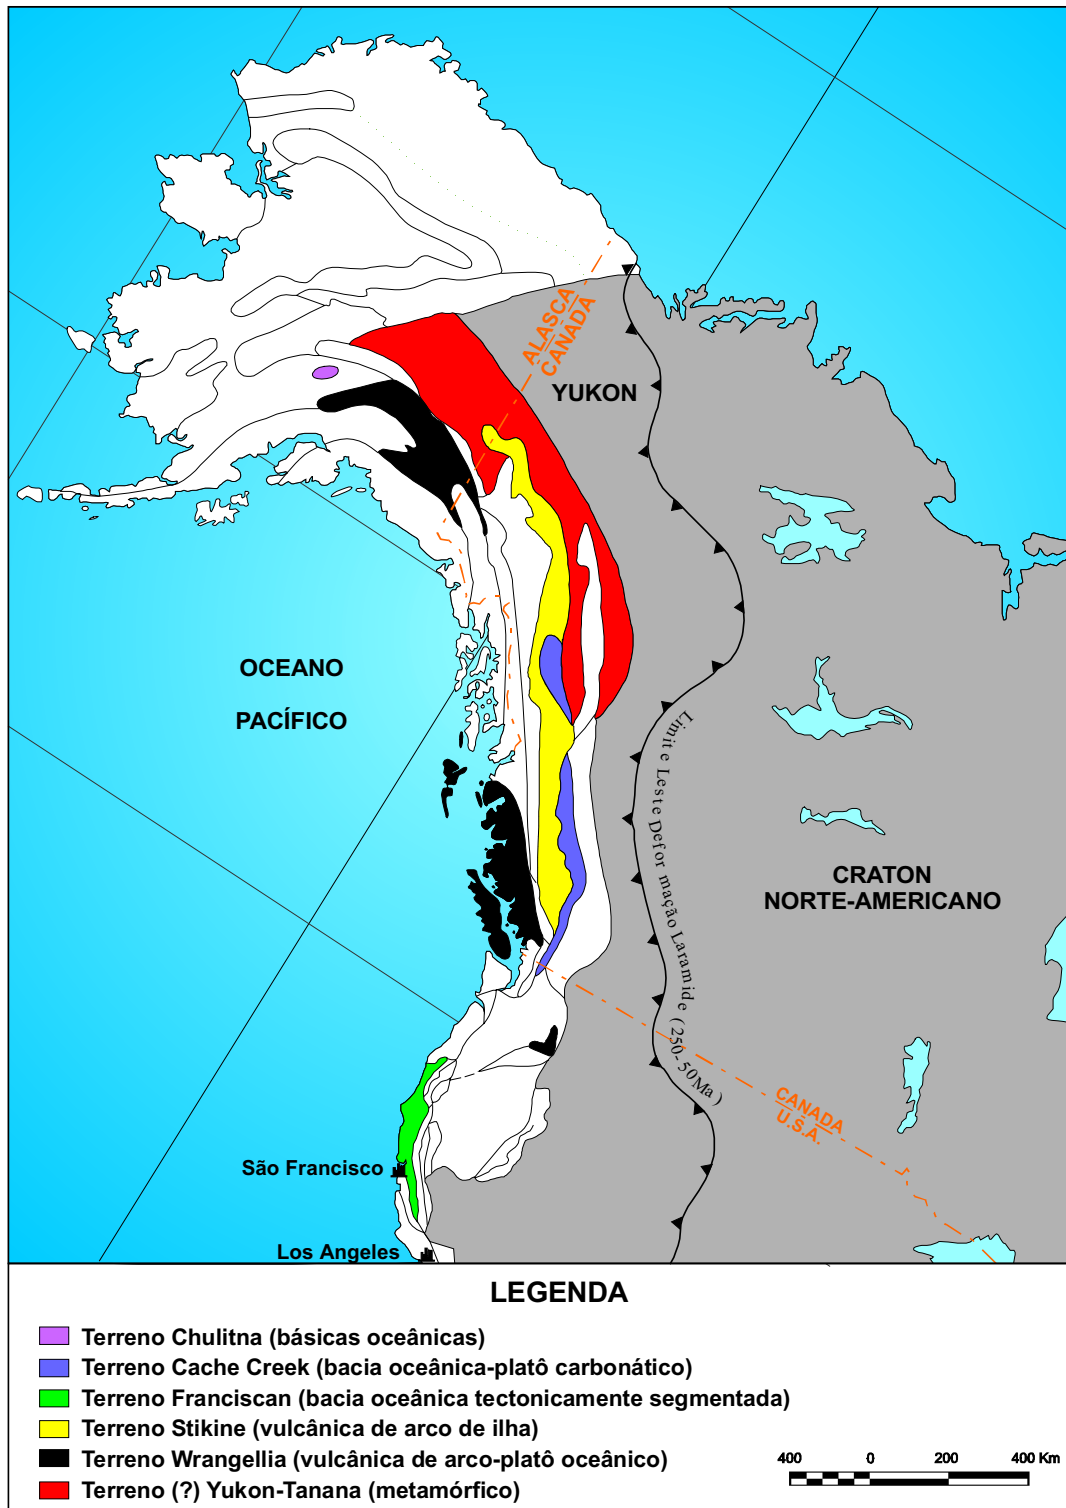 ALASCA
CANADÁ
YUKON
OCEANO
PACÍFICO
Limite Leste Deformação Laramide (250-50Ma)
CRATON
NORTE-AMERICANO
CANADA
U.S.A.
São Francisco
Los Angeles
LEGENDA
Terreno Chulitna (básicas oceânicas)
Terreno Cache Creek (bacia oceânica-platô carbonático)
Terreno Franciscan (bacia oceânica tectonicamente segmentada)
Terreno Stikine (vulcânica de arco de ilha)
Terreno Wrangellia (vulcânica de arco-platô oceânico)
Terreno (?) Yukon-Tanana (metamórfico)
400 0 200 400 Km